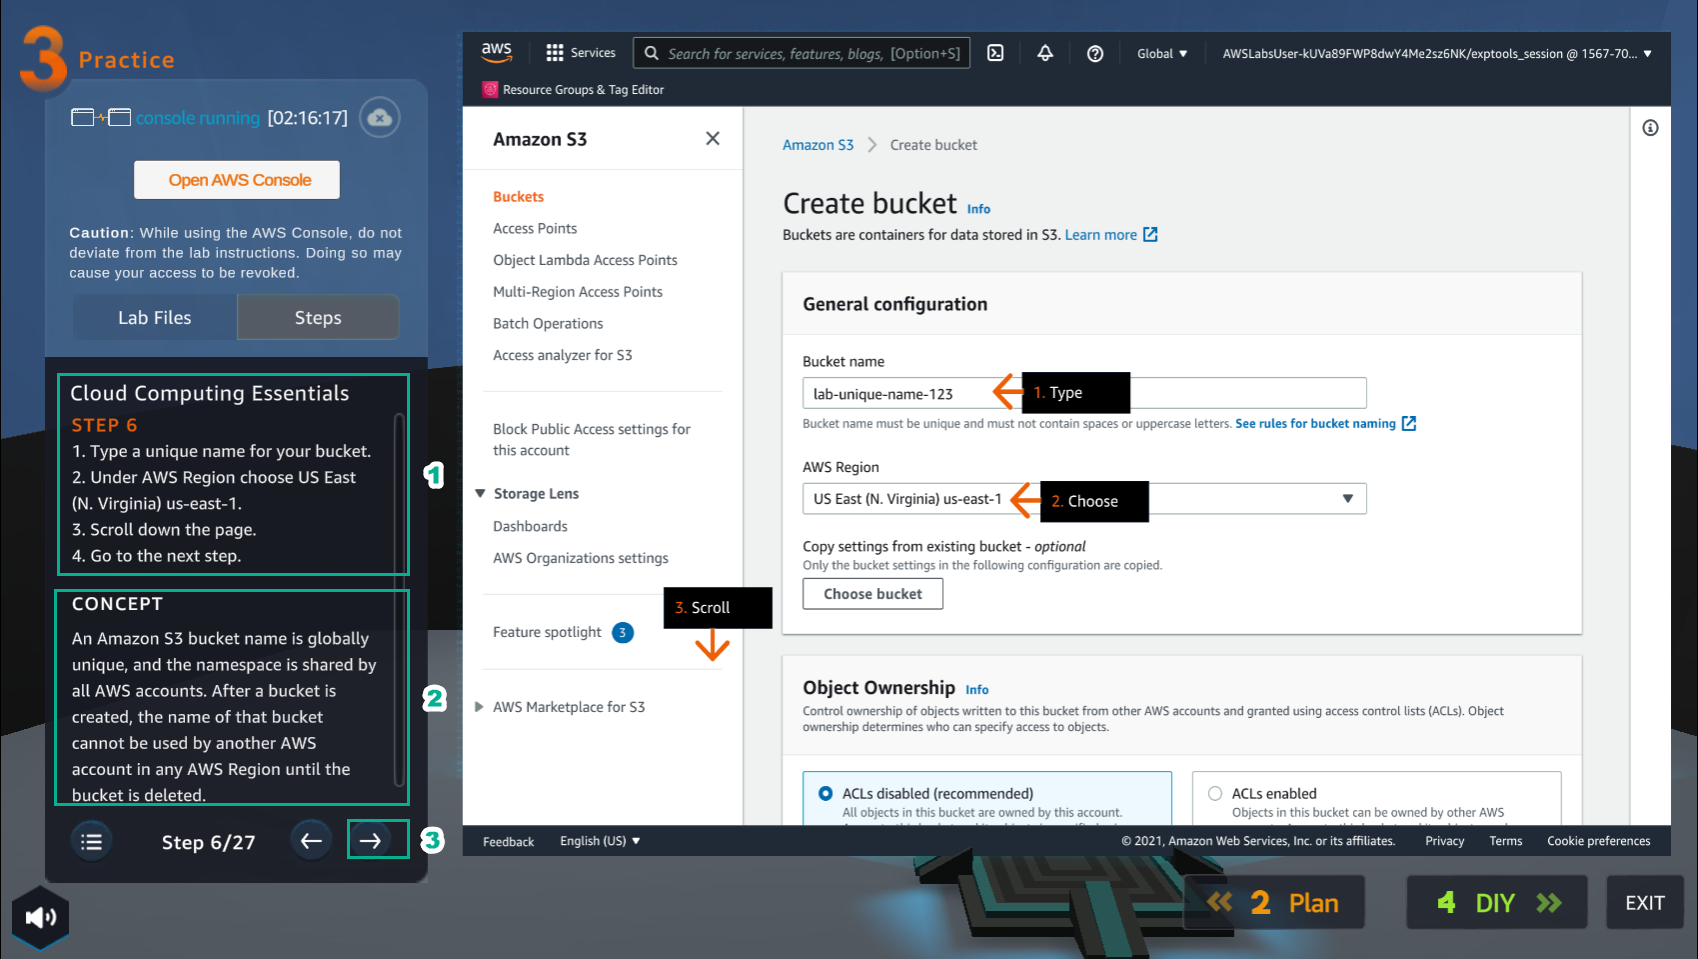 3 Practice
console running [02:16:17]
Open AWS Console
Caution: While using the AWS Console, do not
deviate from the lab instructions. Doing so may
cause your access to be revoked.
Lab Files
Steps
Cloud Computing Essentials
STEP 6
1. Type a unique name for your bucket.
2. Under AWS Region choose US East
(N. Virginia) us-east-1.
3. Scroll down the page.
4. Go to the next step.
1
CONCEPT
An Amazon S3 bucket name is globally
unique, and the namespace is shared by
all AWS accounts. After a bucket is
created, the name of that bucket
cannot be used by another AWS
account in any AWS Region until the
bucket is deleted.
2
Step 6/27
3
aws
Services
Search for services, features, blogs, [Option+S]
Global
AWSLabsUser-kUVa89FWP8dwY4Me2sz6NK/exptools_session @ 1567-70...
Resource Groups & Tag Editor
Amazon S3
Buckets
Access Points
Object Lambda Access Points
Multi-Region Access Points
Batch Operations
Access analyzer for S3
Block Public Access settings for
this account
Storage Lens
Dashboards
AWS Organizations settings
Feature spotlight 3
3. Scroll
AWS Marketplace for S3
Amazon S3 > Create bucket
Create bucket Info
Buckets are containers for data stored in S3. Learn more
General configuration
Bucket name
lab-unique-name-123
1. Type
Bucket name must be unique and must not contain spaces or uppercase letters. See rules for bucket naming
AWS Region
US East (N. Virginia) us-east-1
2. Choose
Copy settings from existing bucket - optional
Only the bucket settings in the following configuration are copied.
Choose bucket
Object Ownership Info
Control ownership of objects written to this bucket from other AWS accounts and granted using access control lists (ACLs). Object
ownership determines who can specify access to objects.
ACLs disabled (recommended)
All objects in this bucket are owned by this account.
ACLs enabled
Objects in this bucket can be owned by other AWS
Feedback
English (US)
© 2021, Amazon Web Services, Inc. or its affiliates.
Privacy
Terms
Cookie preferences
2 Plan
4 DIY
EXIT